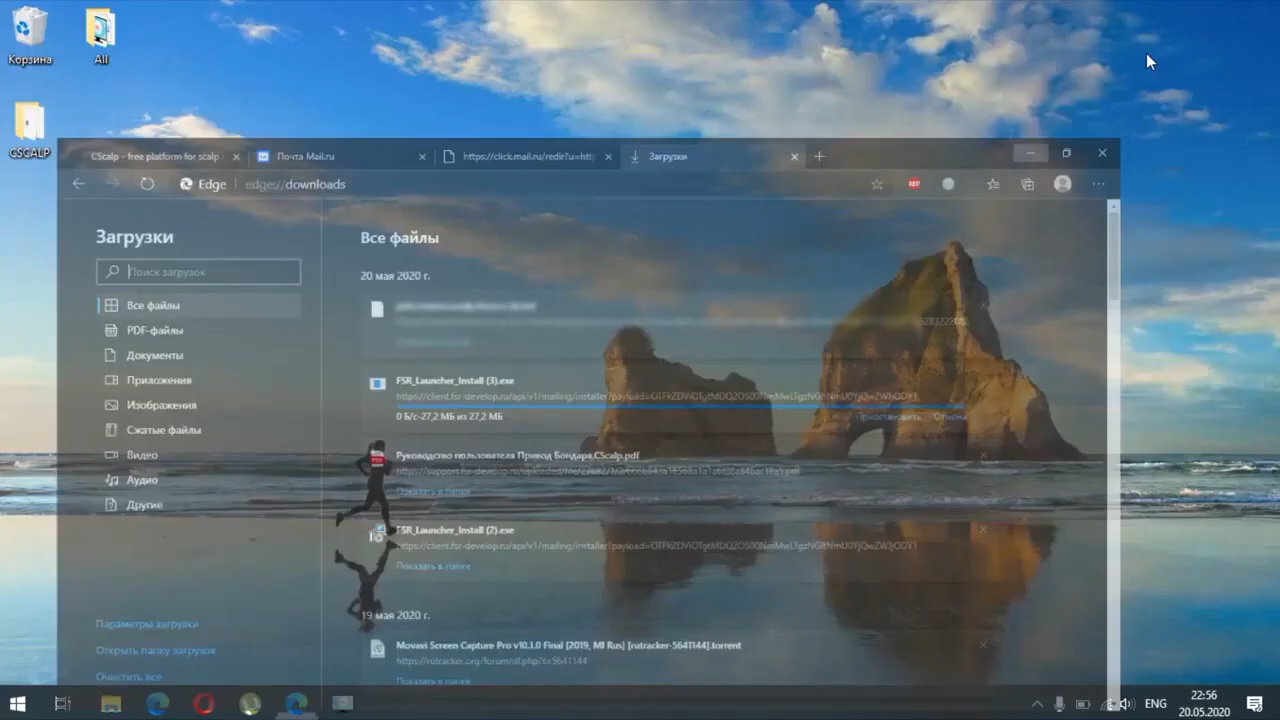 Корзина
All
CSCALP
CScalp - free platform for scalp
Почта Mail.ru
https://click.mail.ru/redir?u=http
Загрузки
Edge
edge://downloads
ABP
Загрузки
Поиск загрузок
Все файлы
PDF-файлы
Документы
Приложения
Изображения
Сжатые файлы
Видео
Аудио
Другие
Параметры загрузки
Открыть папку загрузок
Очистить все
Все файлы
20 мая 2020 г.
FSR_Launcher_Install (3).exe
0 Б/с-27,2 МБ из 27,2 МБ
Приостановить
Отмена
Руководство пользователя Привод Бондаря.CScalp.pdf
Показать в папке
FSR_Launcher_Install (2).exe
Показать в папке
19 мая 2020 г.
Movavi Screen Capture Pro v10.1.0 Final [2019, Ml Rus] [rutracker-5641144].torrent
https://rutracker.org/forum/dl.php?t=5641144
Показать в папке
ENG
22:56
20.05.2020